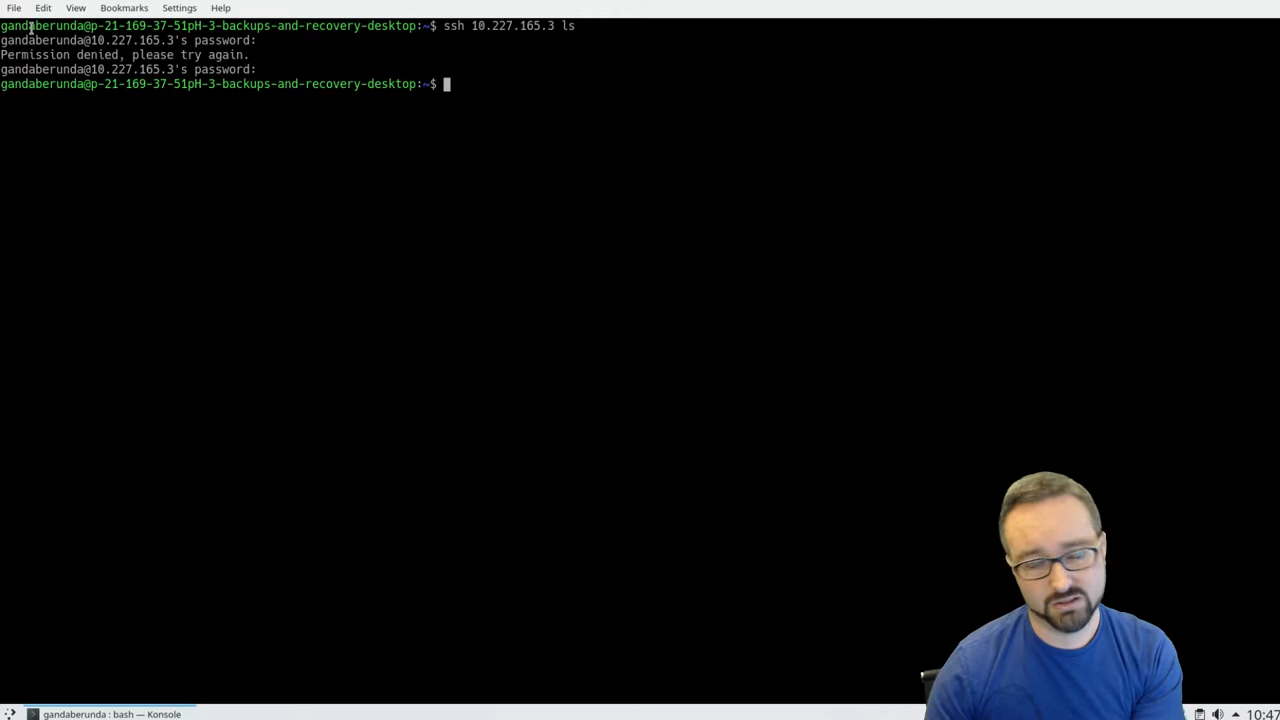 File Edit View Bookmarks Settings Help
gandaberunda@p-21-169-37-51pH-3-backups-and-recovery-desktop:~$ ssh 10.227.165.3 ls
gandaberunda@10.227.165.3's password:
Permission denied, please try again.
gandaberunda@10.227.165.3's password:
gandaberunda@p-21-169-37-51pH-3-backups-and-recovery-desktop:~$
gandaberunda : bash — Konsole
10:47